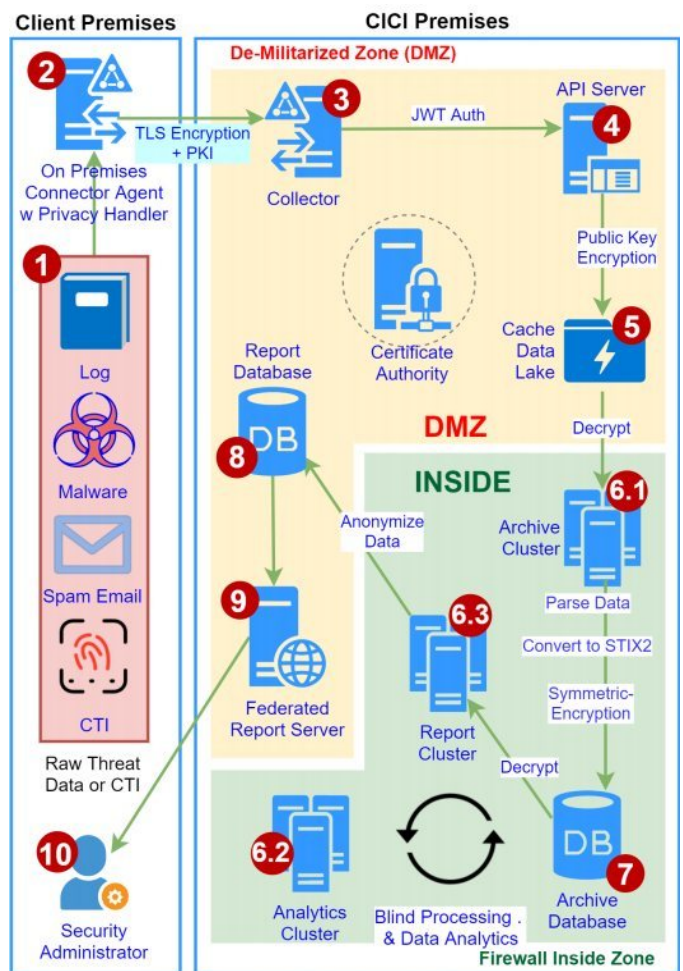 Client Premises
CICI Premises
De-Militarized Zone (DMZ)
2
On Premises
Connector Agent
w Privacy Handler
TLS Encryption
+ PKI
3
Collector
JWT Auth
API Server
4
Public Key
Encryption
1
Log
Malware
Spam Email
CTI
Raw Threat
Data or CTI
Certificate
Authority
5
Cache
Data
Lake
Report
Database
DB
8
DMZ
Decrypt
INSIDE
6.1
Archive
Cluster
Anonymize
Data
Parse Data
Convert to STIX2
Symmetric-
Encryption
9
Federated
Report Server
6.3
Report
Cluster
Decrypt
10
Security
Administrator
6.2
Analytics
Cluster
Blind Processing .
& Data Analytics
DB
7
Archive
Database
Firewall Inside Zone